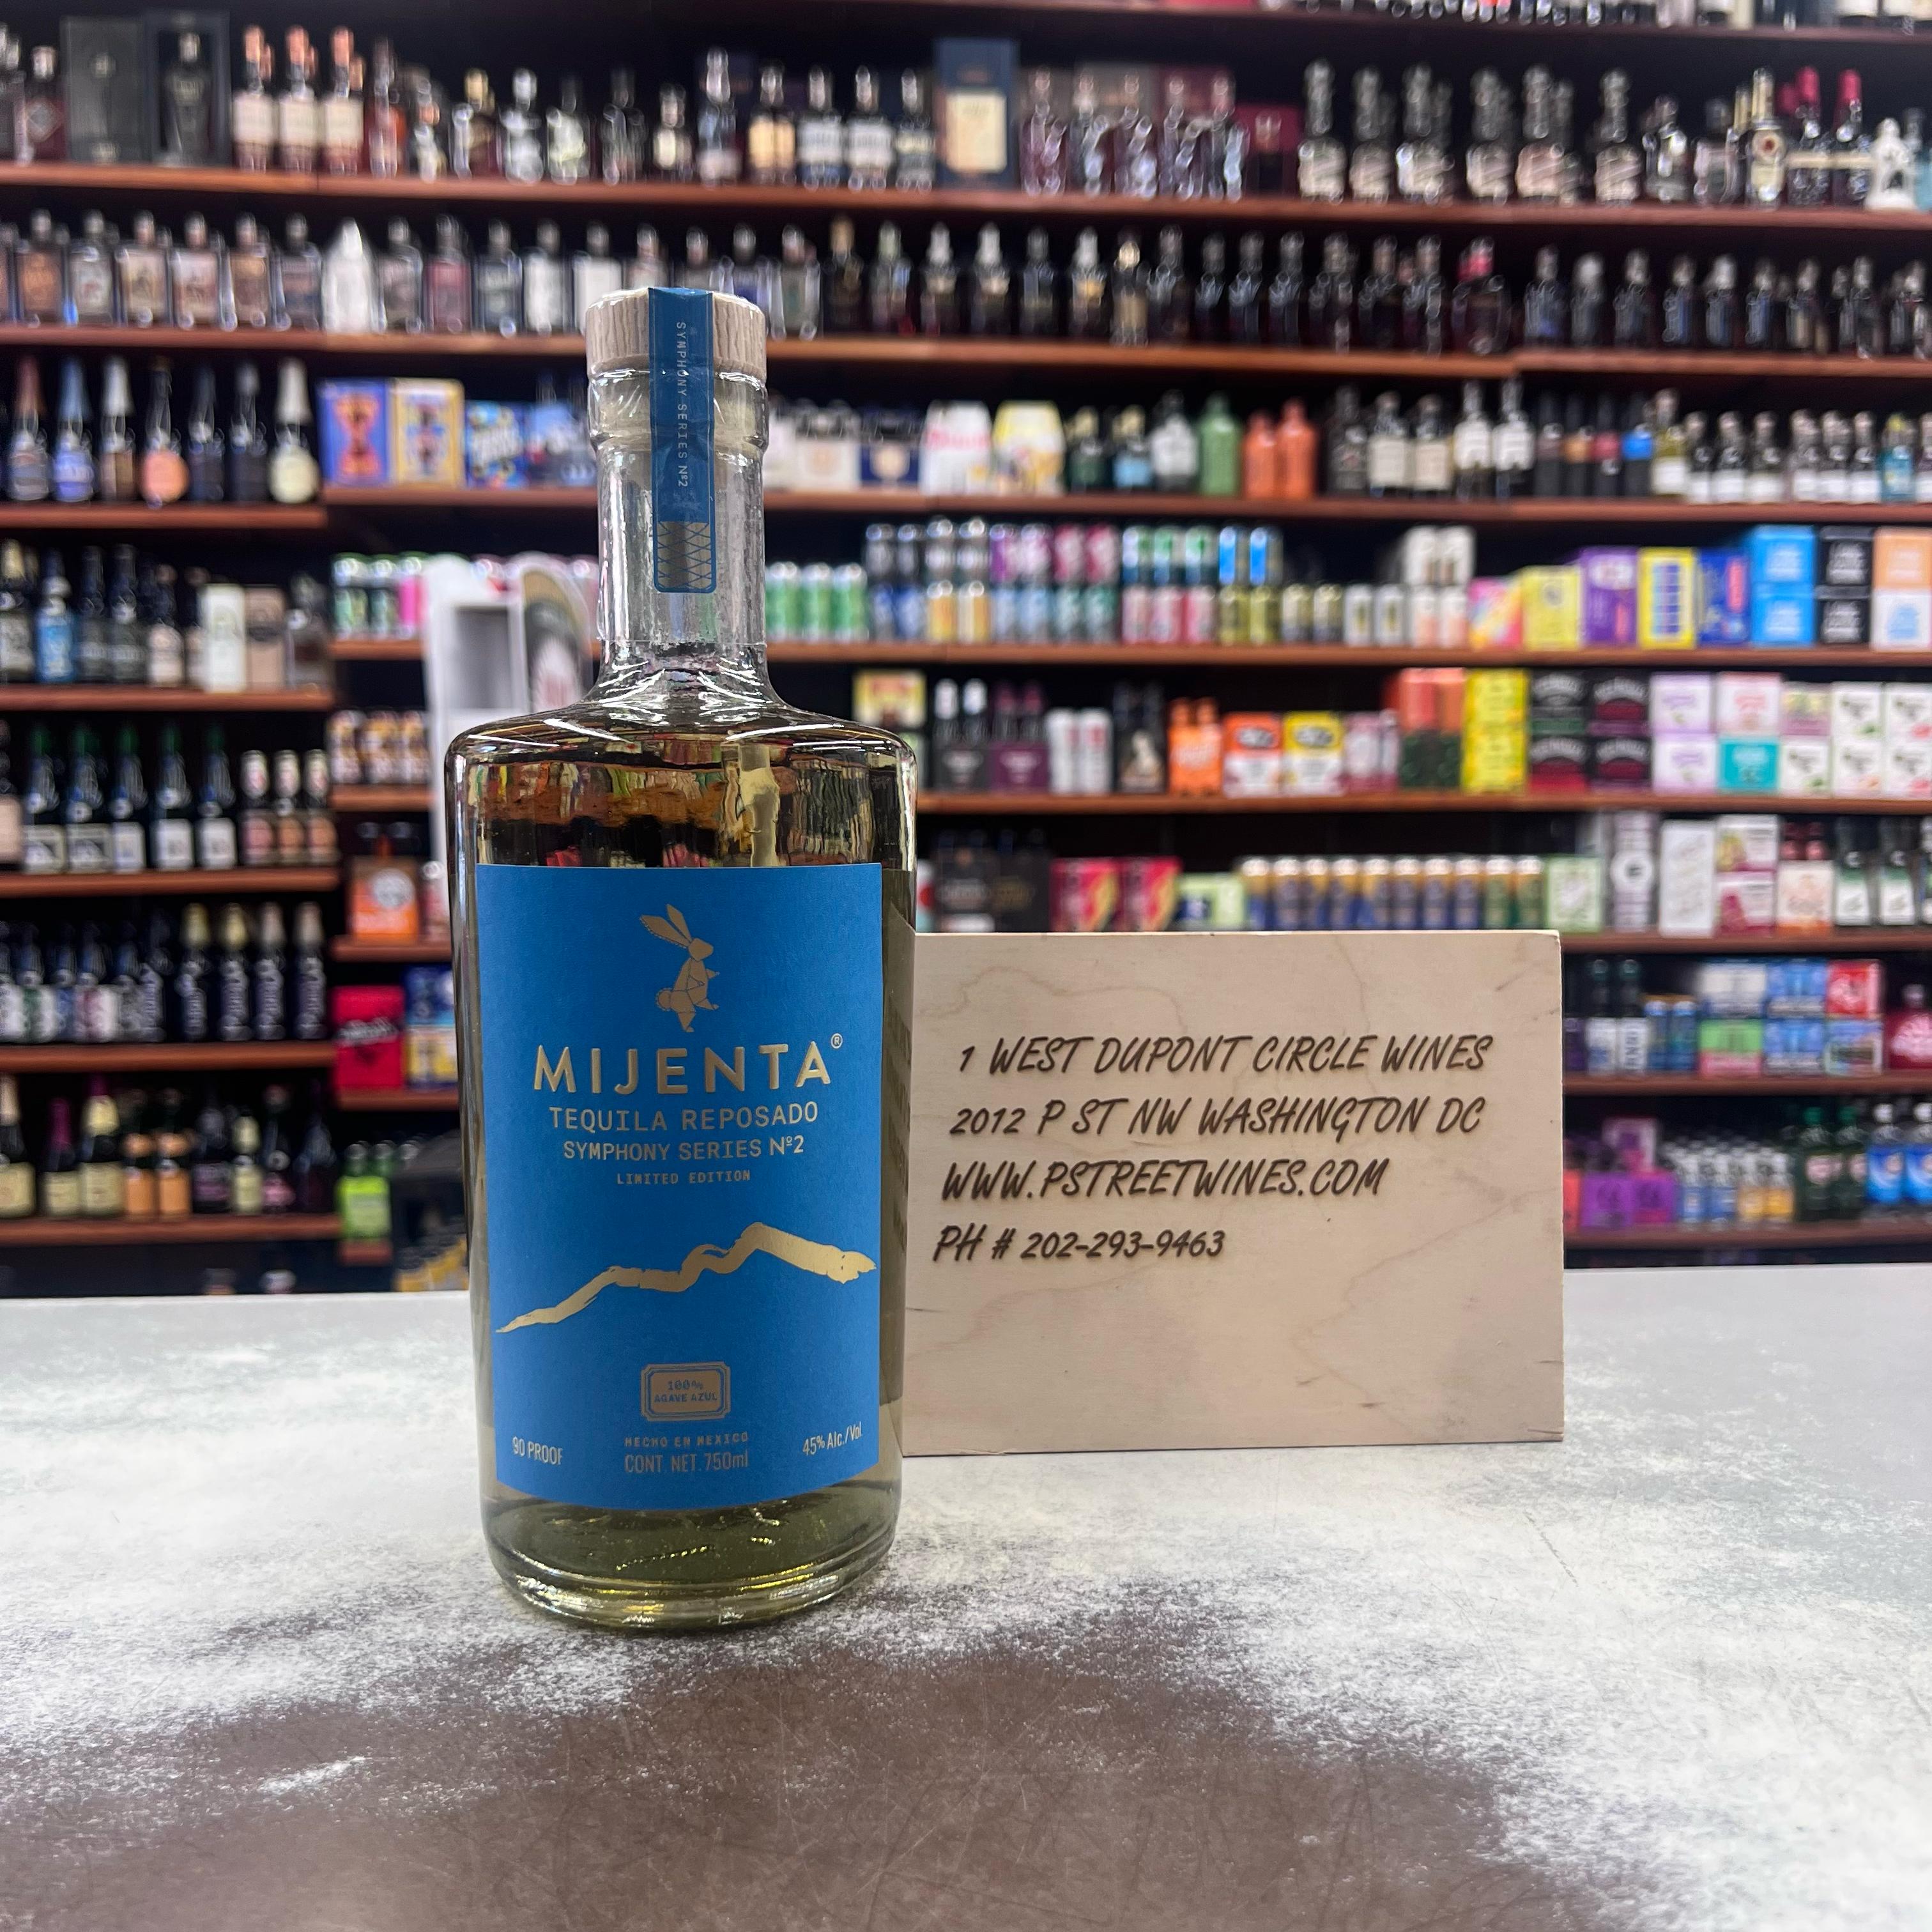 SYMPHONY SERIES Nº2
MIJENTA®
TEQUILA REPOSADO
SYMPHONY SERIES Nº2
LIMITED EDITION
100%
AGAVE AZUL
90 PROOF
HECHO EN MEXICO
CONT. NET. 750ml
45% Alc./Vol.
1 WEST DUPONT CIRCLE WINES
2012 P ST NW WASHINGTON DC
WWW.PSTREETWINES.COM
PH # 202-293-9463